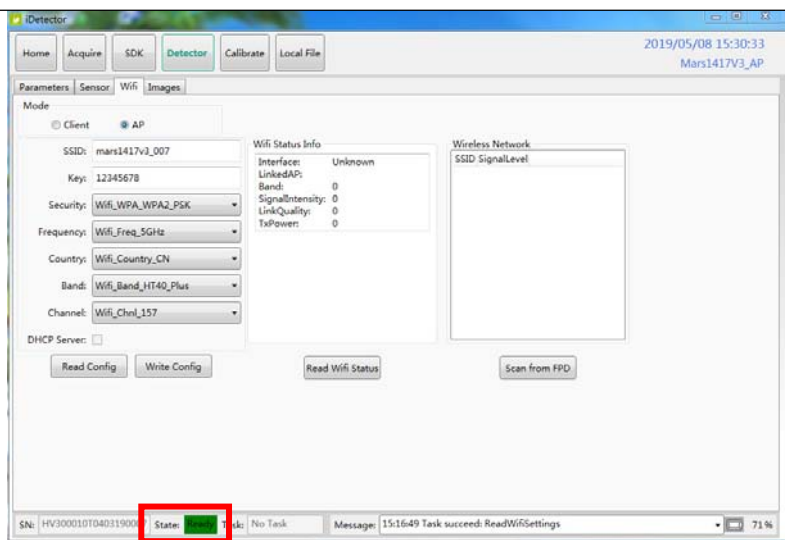 iDetector
Home Acquire SDK Detector Calibrate Local File
2019/05/08 15:30:33
Mars1417V3_AP
Parameters Sensor Wifi Images
Mode
Client AP
SSID: mars1417v3_007
Key: 12345678
Security: Wifi_WPA_WPA2_PSK
Frequency: Wifi_Freq_5GHz
Country: Wifi_Country_CN
Band: Wifi_Band_HT40_Plus
Channel: Wifi_Chnl_157
DHCP Server:
Read Config Write Config
Wifi Status Info
Interface: Unknown
LinkedAP:
Band: 0
SignalIntensity: 0
LinkQuality: 0
TxPower: 0
Read Wifi Status
Wireless Network
SSID SignalLevel
Scan from FPD
SN: State: Ready Task: No Task Message: 15:16:49 Task succeed: ReadWifiSettings 71%